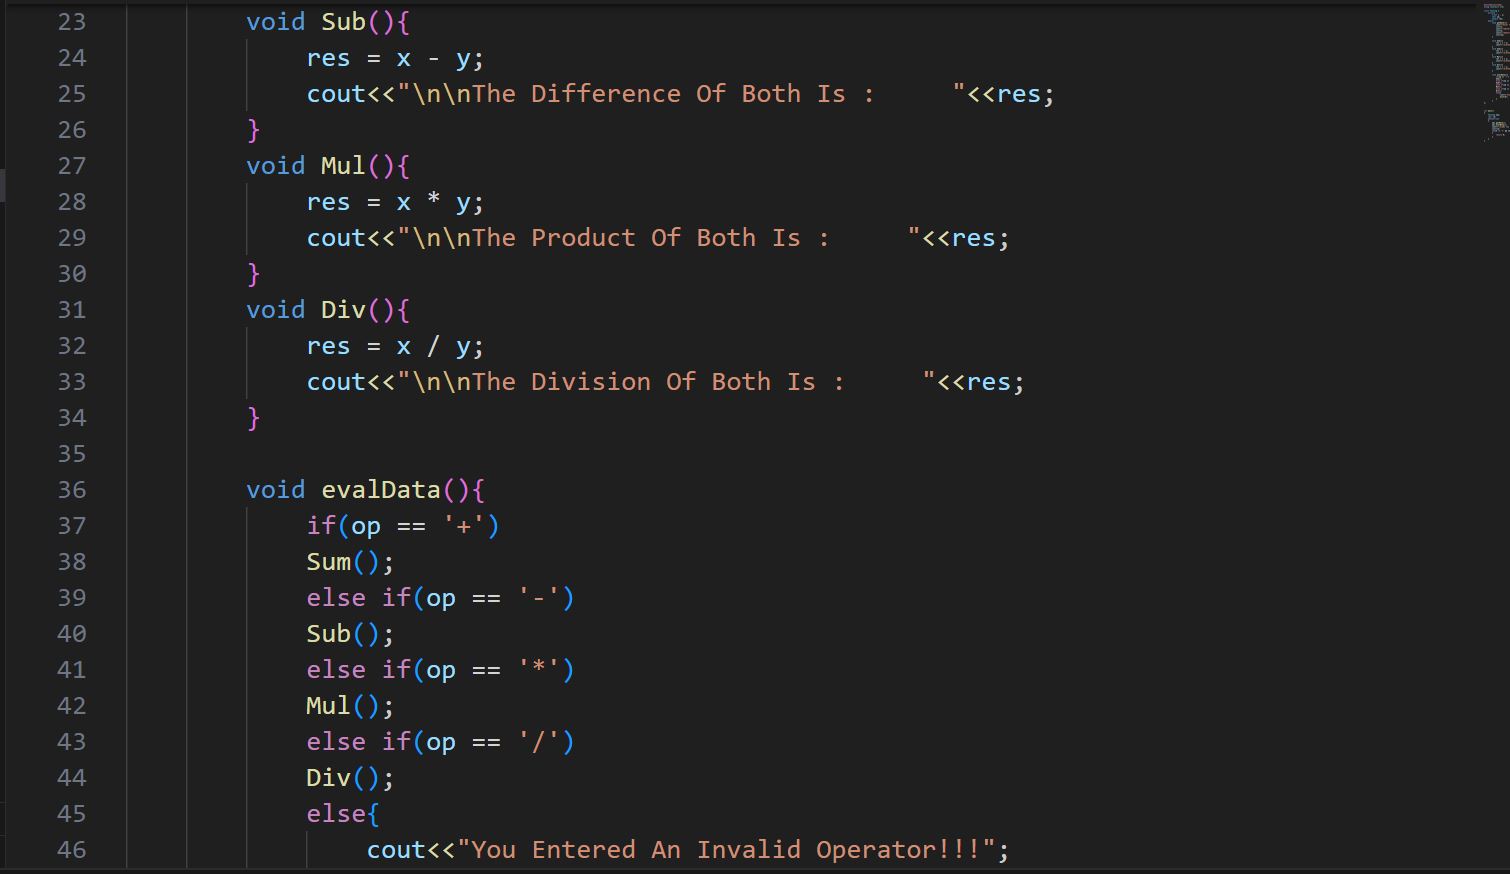 23 void Sub(){
24 res = x - y;
25 cout<<"\n\nThe Difference Of Both Is :     "<<res;
26 }
27 void Mul(){
28 res = x * y;
29 cout<<"\n\nThe Product Of Both Is :     "<<res;
30 }
31 void Div(){
32 res = x / y;
33 cout<<"\n\nThe Division Of Both Is :     "<<res;
34 }
35
36 void evalData(){
37 if(op == '+')
38 Sum();
39 else if(op == '-')
40 Sub();
41 else if(op == '*')
42 Mul();
43 else if(op == '/')
44 Div();
45 else{
46 cout<<"You Entered An Invalid Operator!!!";